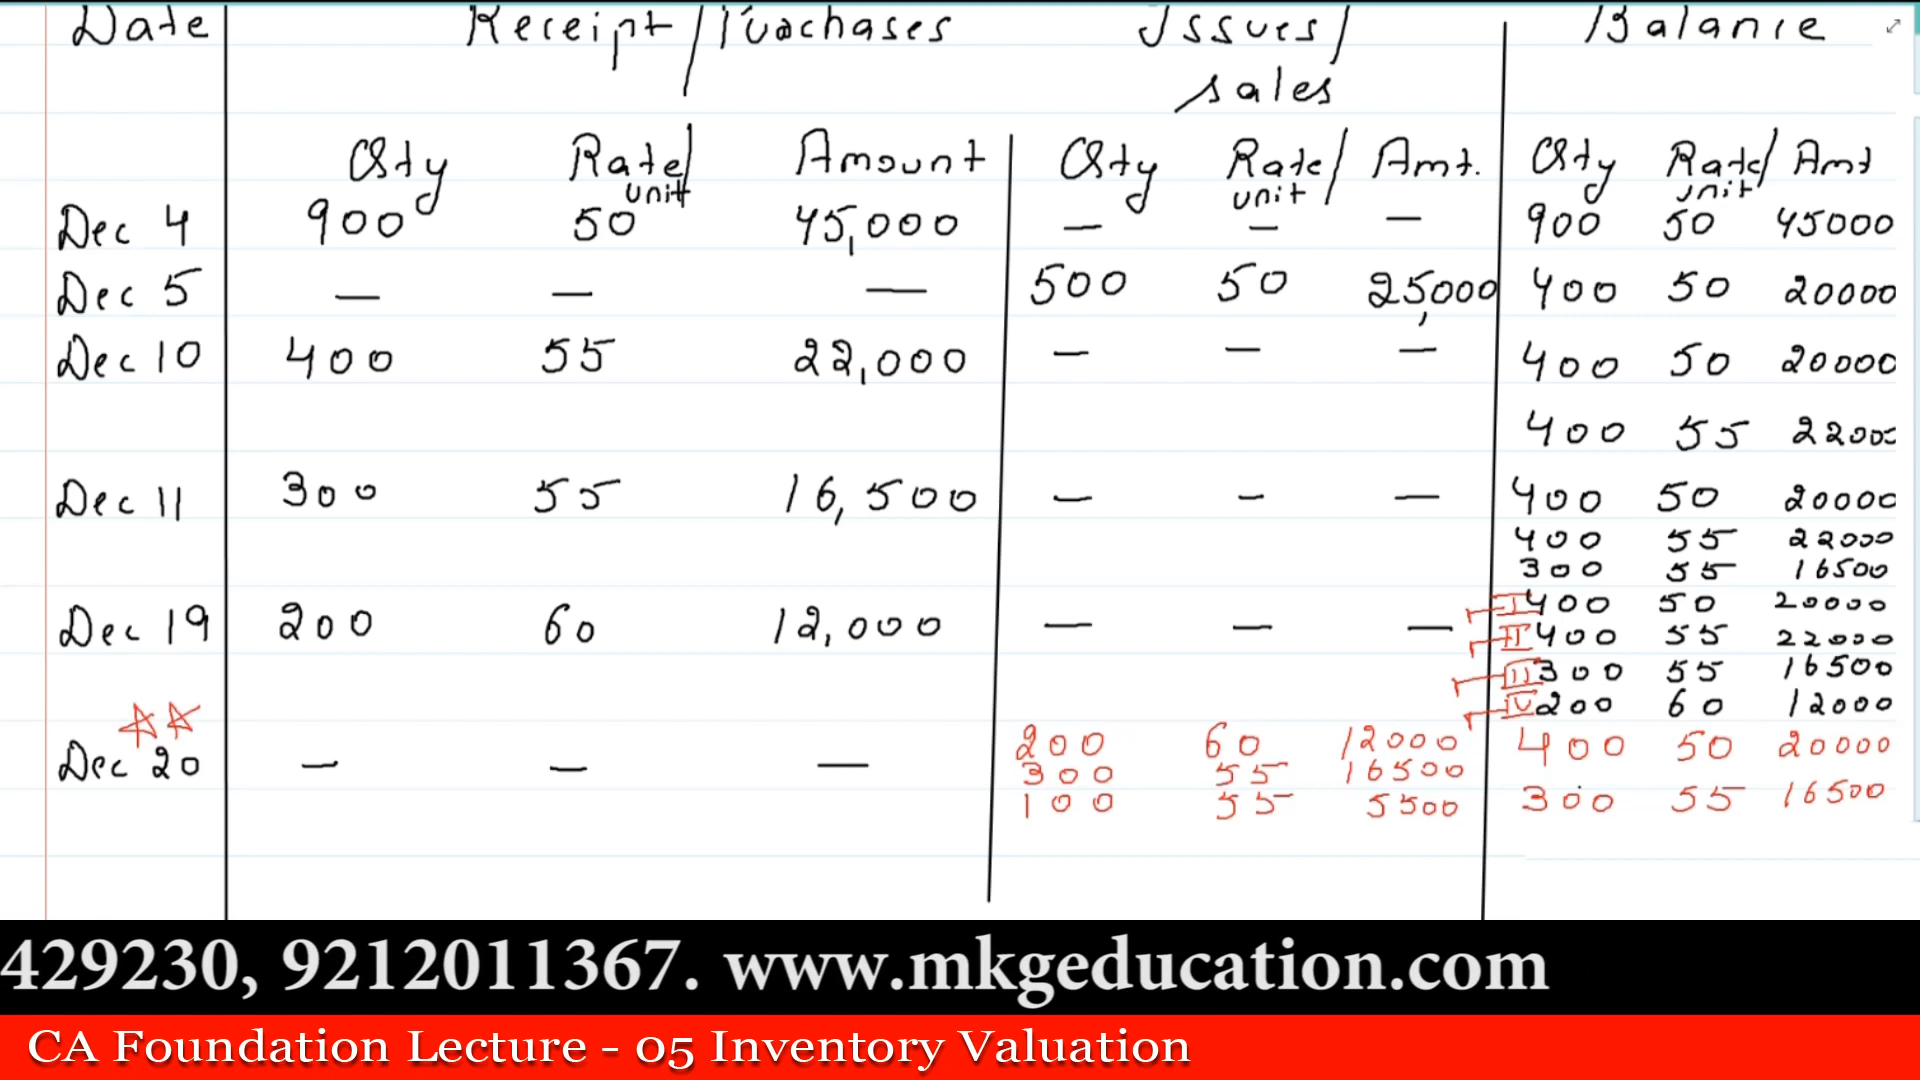 Date Receipt/Purchases Issues/ Balance
sales
Qty Rate/ Amount Qty Rate/ Amt. Qty Rate/ Amt
unit unit unit
Dec 4 900 50 45,000 — — — 900 50 45000
Dec 5 — — — 500 50 25,000 400 50 20000
Dec 10 400 55 22,000 — — — 400 50 20000
400 55 22000
Dec 11 300 55 16,500 — — — 400 50 20000
400 55 22000
300 55 16500
I 400 50 20000
Dec 19 200 60 12,000 — — — II 400 55 22000
III 300 55 16500
IV 200 60 12000
200 60 12000 400 50 20000
Dec 20 — — — 300 55 16500
100 55 5500 300 55 16500
429230, 9212011367. www.mkgeducation.com
CA Foundation Lecture - 05 Inventory Valuation